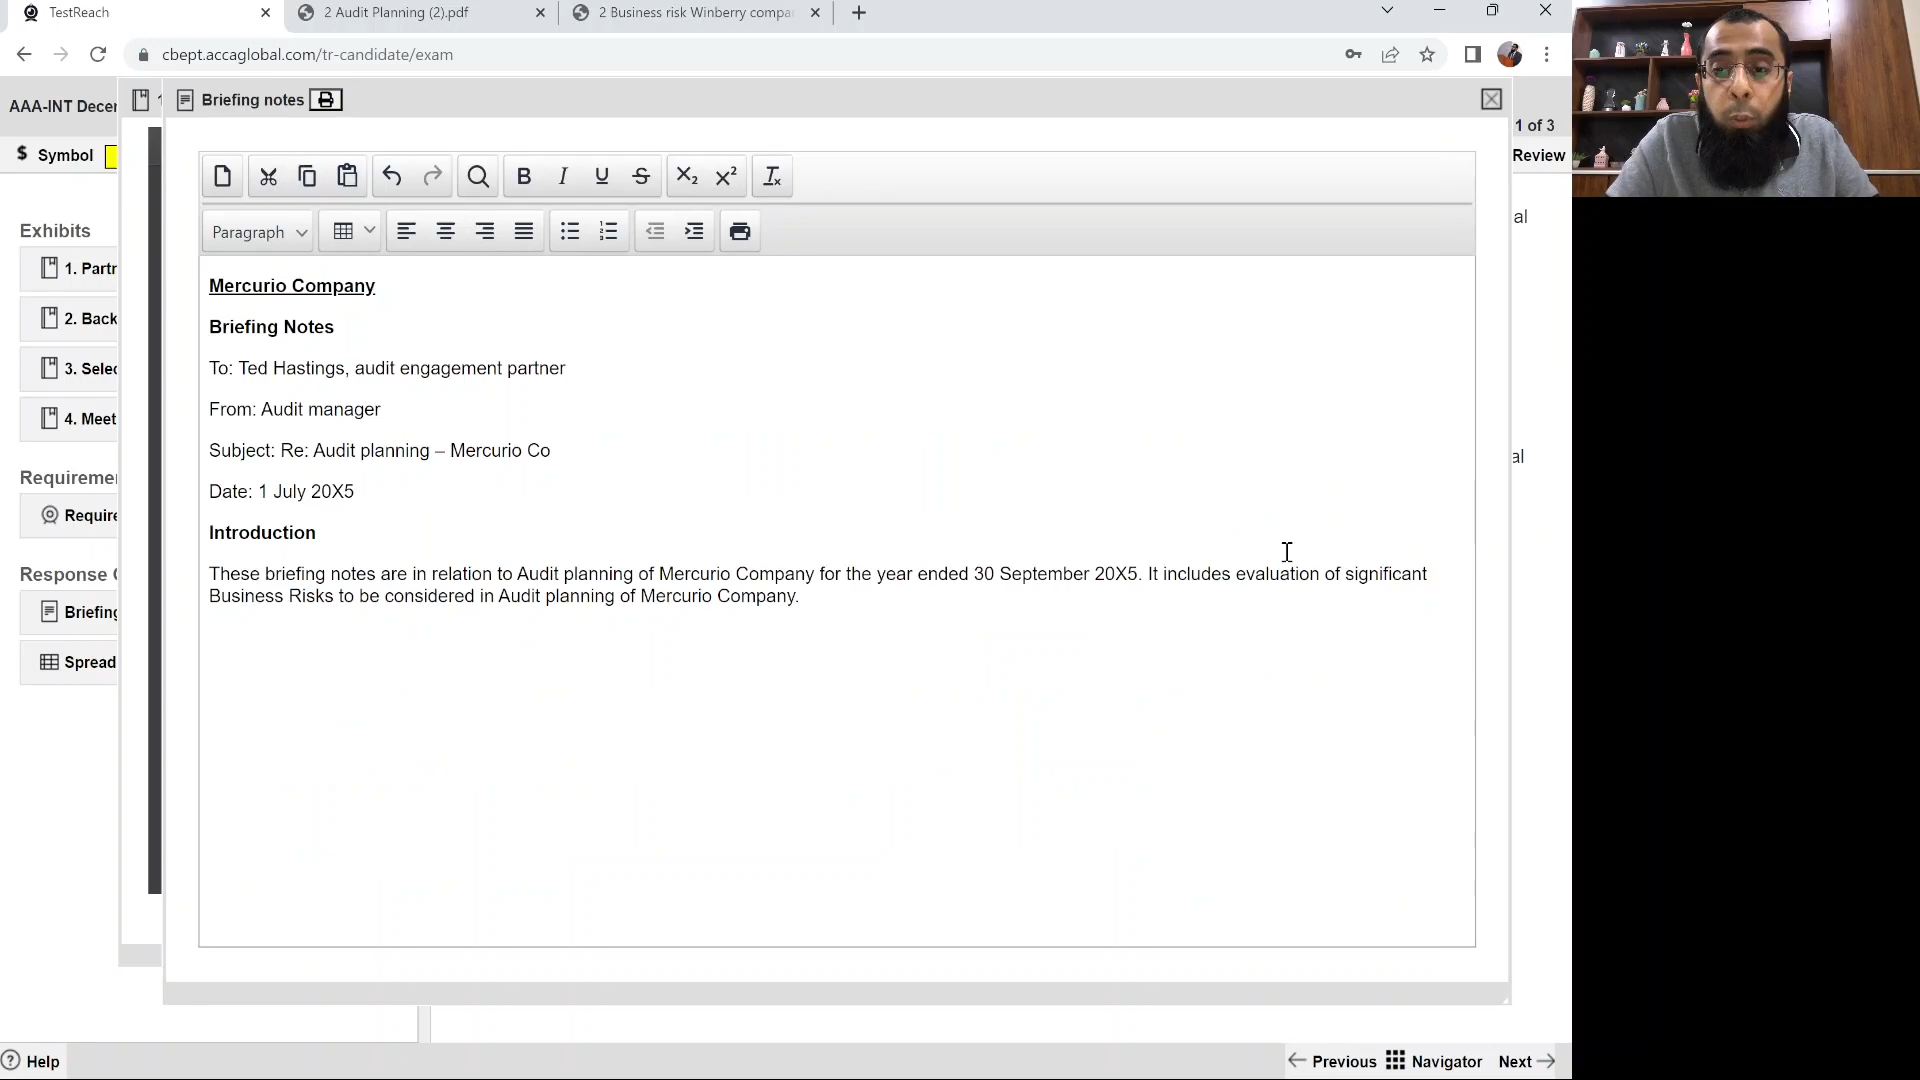 TestReach
2 Audit Planning (2).pdf
2 Business risk Winberry compa
cbept.accaglobal.com/tr-candidate/exam
AAA-INT Decer
1
Briefing notes
1 of 3
$ Symbol
Review
Paragraph
al
al
Exhibits
1. Partr
2. Back
3. Selec
4. Meet
Requireme
Require
Response
Briefing
Spread
Mercurio Company
Briefing Notes
To: Ted Hastings, audit engagement partner
From: Audit manager
Subject: Re: Audit planning – Mercurio Co
Date: 1 July 20X5
Introduction
These briefing notes are in relation to Audit planning of Mercurio Company for the year ended 30 September 20X5. It includes evaluation of significant
Business Risks to be considered in Audit planning of Mercurio Company.
Help
Previous Navigator Next